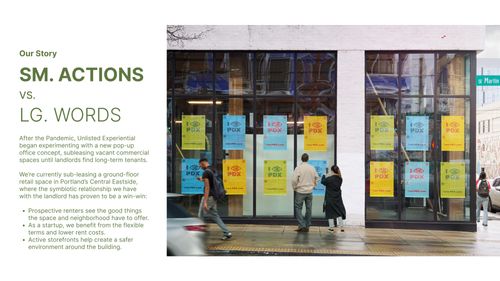 Our Story
SM. ACTIONS
vs.
LG. WORDS
After the Pandemic, Unlisted Experiential
began experimenting with a new pop-up
office concept, subleasing vacant commercial
spaces until landlords find long-term tenants.
We're currently sub-leasing a ground-floor
retail space in Portland's Central Eastside,
where the symbiotic relationship we have
with the landlord has proven to be a win-win:
• Prospective renters see the good things
the space and neighborhood have to offer.
• As a startup, we benefit from the flexible
terms and lower rent costs.
• Active storefronts help create a safer
environment around the building.
PDX
PDX
PDX
PDX
PDX
PDX
PDX
PDX
PDX
PDX
PDX
PDX
SE Martin